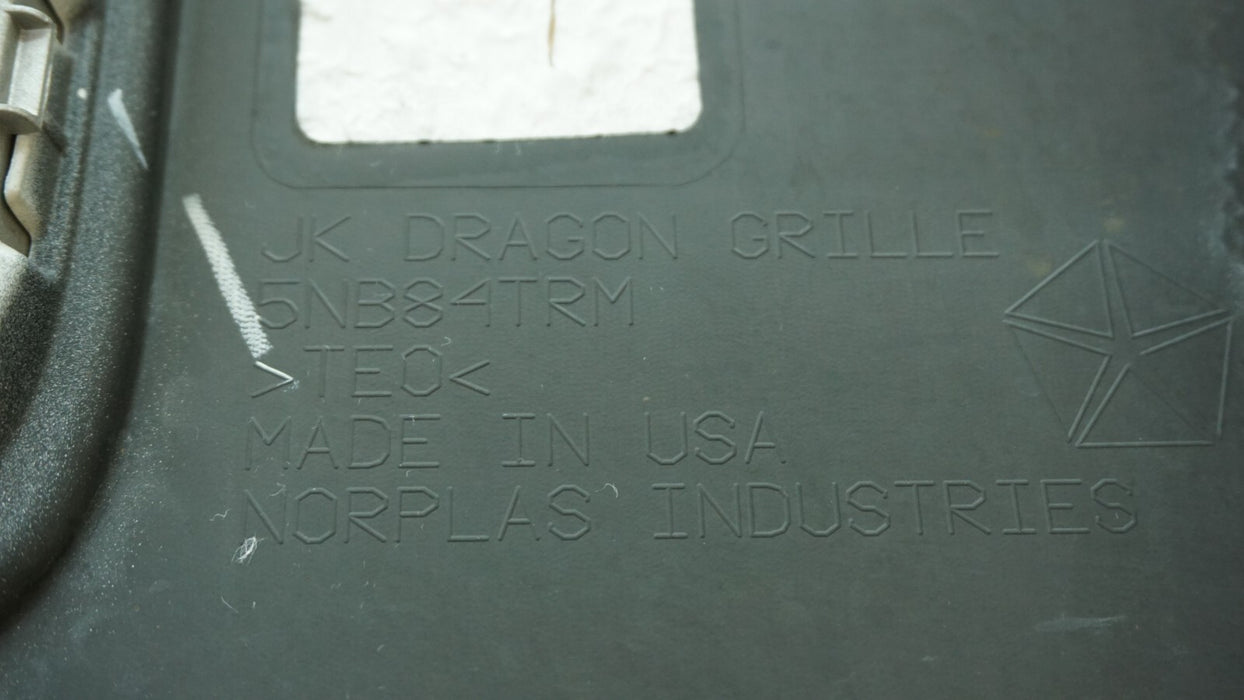 JK DRAGON GRILLE
5NB84TRM
>TEO<
MADE IN USA
NORPLAS INDUSTRIES